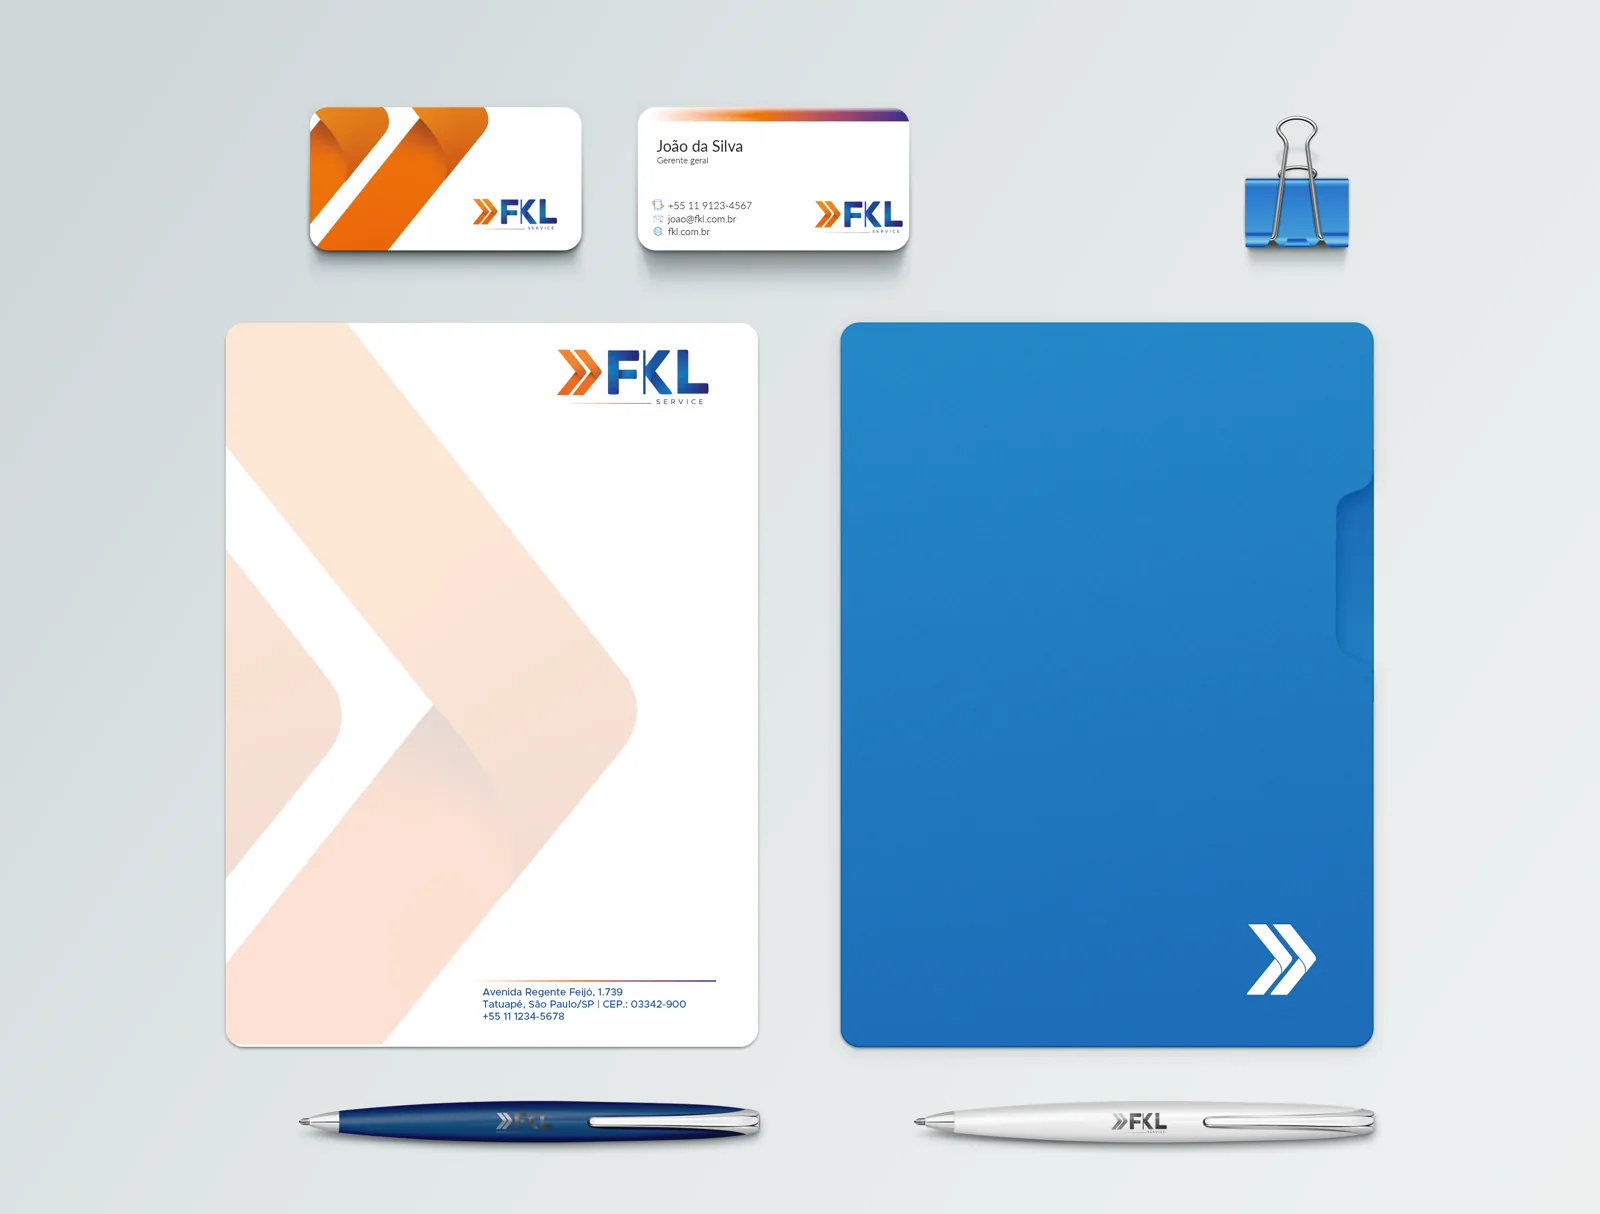 FKL
SERVICE
João da Silva
Gerente geral
+55 11 9123-4567
joao@fkl.com.br
fkl.com.br
FKL
SERVICE
FKL
SERVICE
Avenida Regente Feijó, 1.739
Tatuapé, São Paulo/SP | CEP.: 03342-900
+55 11 1234-5678
FKL
FKL
SERVICE